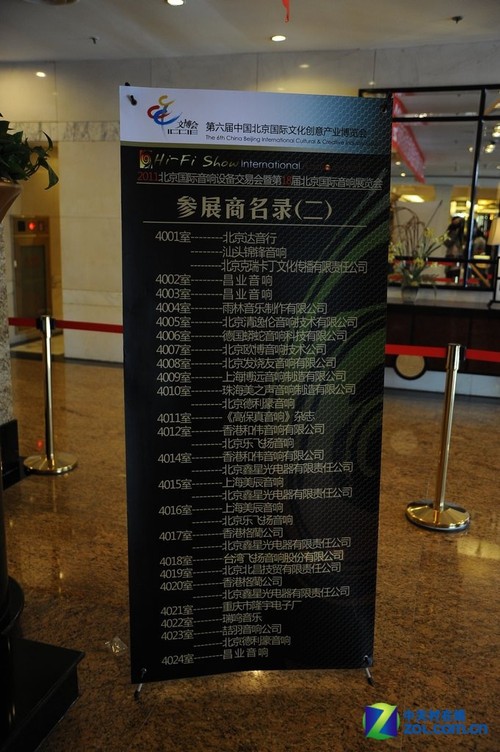 文博会
ICCIE
第六届中国北京国际文化创意产业博览会
The 6th China Beijing International Cultural & Creative
Hi-Fi Show International
2011北京国际音响设备交易会暨第18届北京国际音响展览会
参展商名录(二)
4001室-------北京达音行
-------汕头锦锋音响
-------北京克瑞卡丁文化传播有限责任公司
4002室-------昌业音响
4003室-------昌业音响
4004室-------雨林音乐制作有限公司
4005室-------北京清逸伦音响技术有限公司
4006室-------德国蟒蛇音响科技有限公司
4007室-------北京欧博音响技术公司
4008室-------北京发烧友音响有限公司
4009室-------上海博远音响制造有限公司
4010室-------珠海美之声音响制造有限公司
-------北京德利豪音响
4011室-------《高保真音响》杂志
4012室-------香港和伟音响有限公司
-------北京乐飞扬音响
4014室-------香港和伟音响有限公司
-------北京鑫星光电器有限责任公司
4015室-------上海美辰音响
-------北京鑫星光电器有限责任公司
4016室-------上海美辰音响
-------北京乐飞扬音响
4017室-------香港格蘭公司
-------北京鑫星光电器有限责任公司
4018室-------台湾飞扬音响股份有限公司
4019室-------北京北昌技贸有限责任公司
4020室-------香港格蘭公司
-------北京鑫星光电器有限责任公司
4021室-------重庆市隆宇电子厂
4022室-------瑞鸣音乐
4023室-------喆羽音响公司
-------北京德利豪音响
4024室-------昌业音响
Z
中关村在线
zol.com.cn